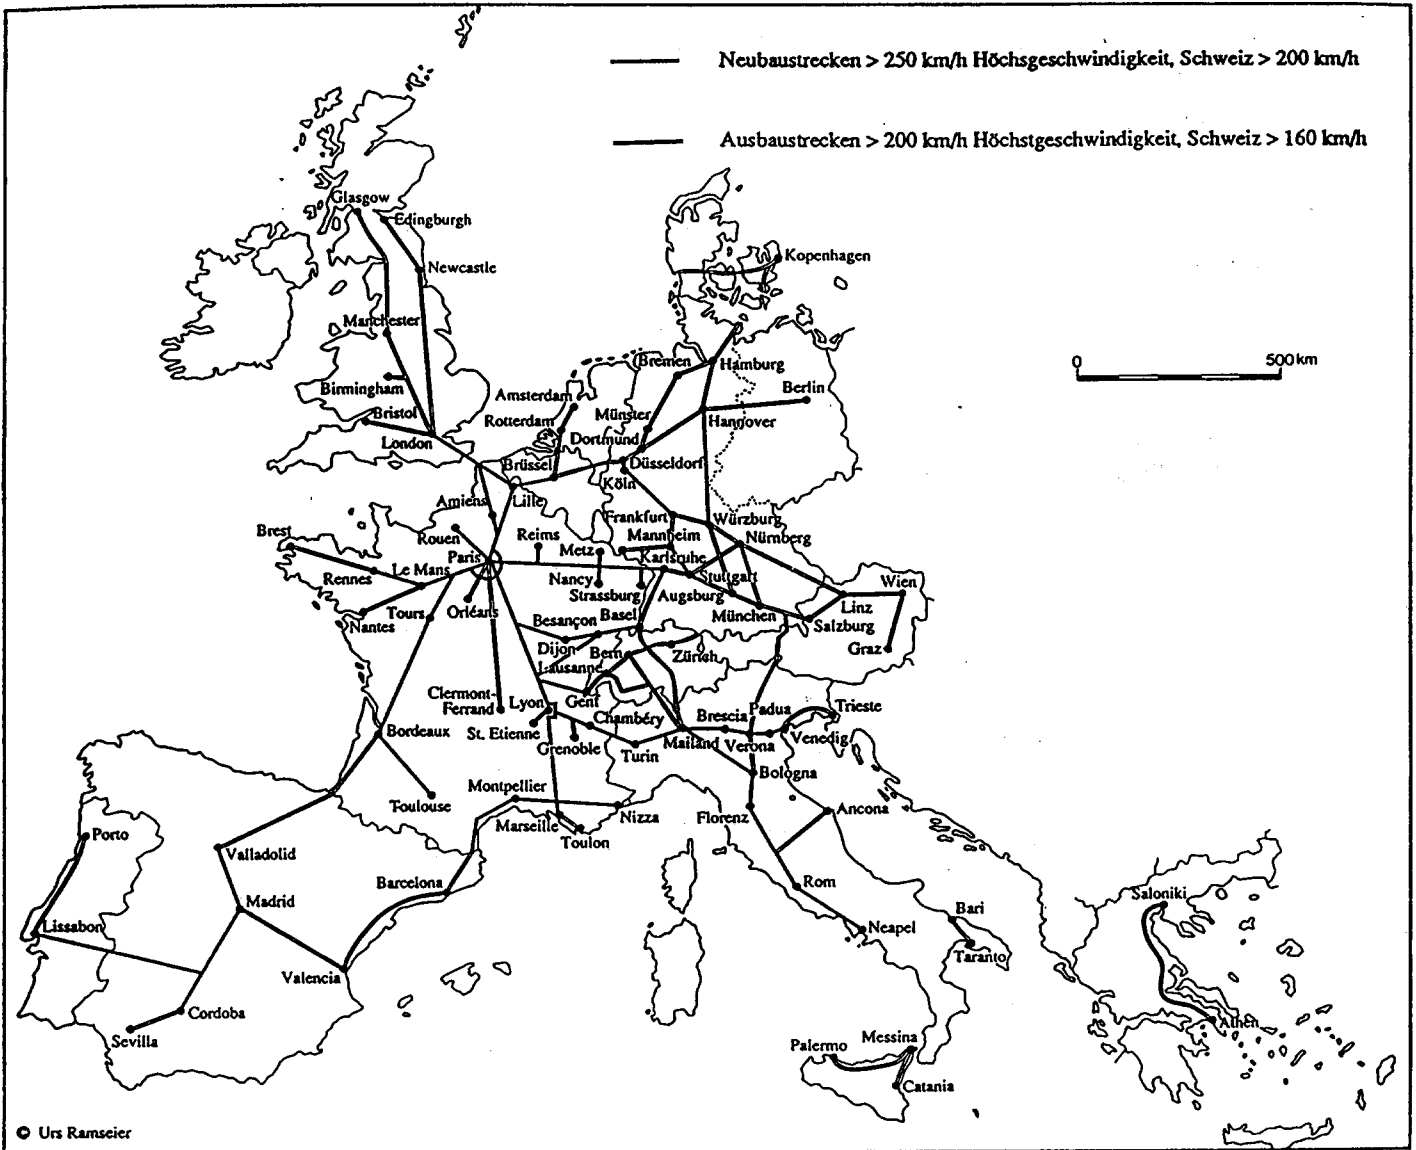 Neubaustrecken > 250 km/h Höchsgeschwindigkeit, Schweiz > 200 km/h
Ausbaustrecken > 200 km/h Höchstgeschwindigkeit, Schweiz > 160 km/h
Glasgow
Edingburgh
Kopenhagen
Newcastle
Manchester
0 500 km
Bremen
Hamburg
Birmingham
Berlin
Amsterdam
Bristol
Rotterdam
Münster
Hannover
London
Dortmund
Brüssel
Düsseldorf
Köln
Amiens
Lille
Frankfurt
Würzburg
Brest
Rouen
Reims
Mannheim
Nürnberg
Paris
Metz
Karlsruhe
Rennes
Le Mans
Nancy
Stuttgart
Wien
Strassburg
Augsburg
Orléans
Tours
Besançon
Basel
München
Linz
Nantes
Salzburg
Dijon
Bern
Zürich
Graz
Lausanne
Clermont-
Ferrand
Lyon
Genf
Padua
Trieste
Chambéry
Brescia
Bordeaux
St. Etienne
Grenoble
Mailand
Verona
Venedig
Turin
Bologna
Montpellier
Toulouse
Nizza
Florenz
Ancona
Marseille
Toulon
Porto
Valladolid
Barcelona
Rom
Madrid
Saloniki
Bari
Lissabon
Neapel
Taranto
Valencia
Cordoba
Athen
Sevilla
Palermo
Messina
Catania
© Urs Ramseier